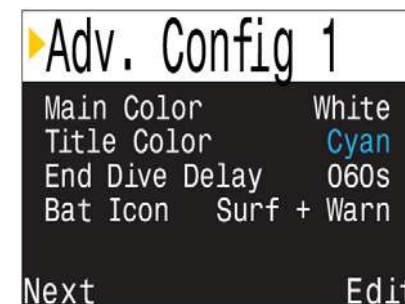 Adv. Config 1
Main Color White
Title Color Cyan
End Dive Delay 060s
Bat Icon Surf + Warn
Next Edit